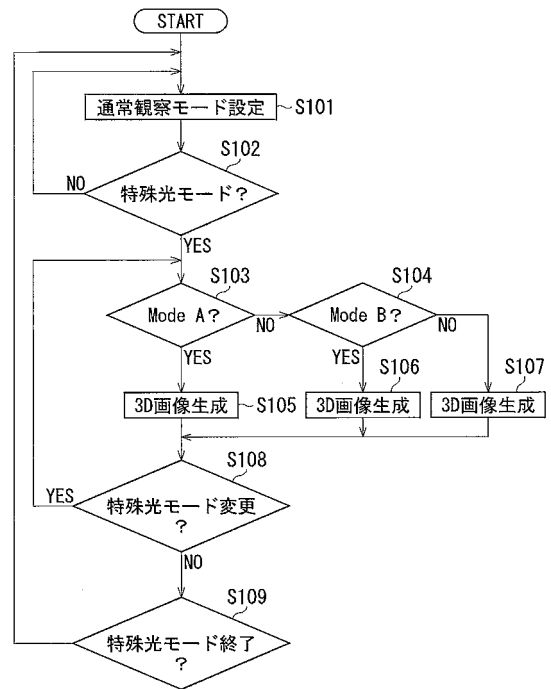 START
通常観察モード設定
S101
S102
特殊光モード?
NO
YES
S103
Mode A?
NO
YES
S104
Mode B?
NO
YES
S105
3D画像生成
S106
3D画像生成
S107
3D画像生成
S108
特殊光モード変更
?
YES
NO
S109
特殊光モード終了
?